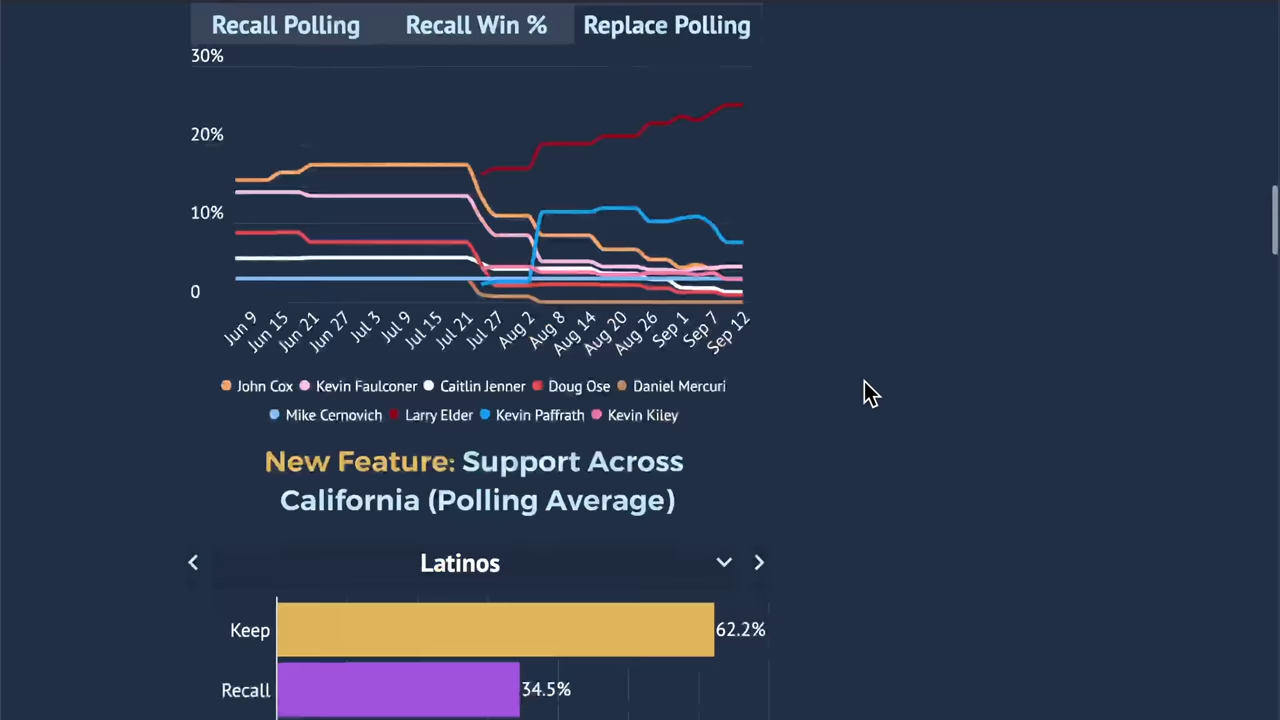 Recall Polling Recall Win % Replace Polling
30%
20%
10%
0
Jun 9 Jun 15 Jun 21 Jun 27 Jul 3 Jul 9 Jul 15 Jul 21 Jul 27 Aug 2 Aug 8 Aug 14 Aug 20 Aug 26 Sep 1 Sep 7 Sep 12
John Cox Kevin Faulconer Caitlin Jenner Doug Ose Daniel Mercuri
Mike Cernovich Larry Elder Kevin Paffrath Kevin Kiley
New Feature: Support Across
California (Polling Average)
Latinos
Keep 62.2%
Recall 34.5%